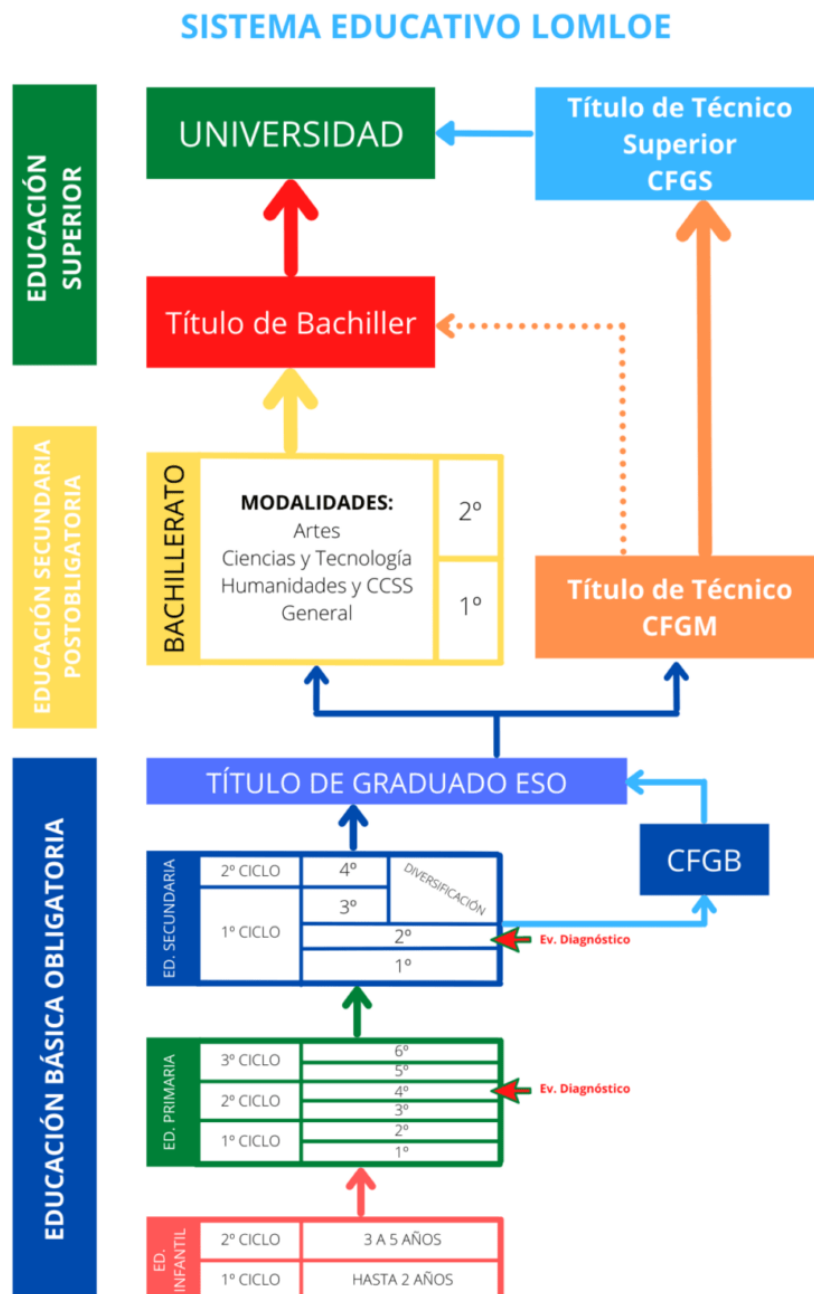 SISTEMA EDUCATIVO LOMLOE
EDUCACIÓN
SUPERIOR
UNIVERSIDAD
Título de Técnico
Superior
CFGS
Título de Bachiller
EDUCACIÓN SECUNDARIA
POSTOBLIGATORIA
BACHILLERATO
MODALIDADES:
Artes
Ciencias y Tecnología
Humanidades y CCSS
General
2º
1º
Título de Técnico
CFGM
EDUCACIÓN BÁSICA OBLIGATORIA
TÍTULO DE GRADUADO ESO
CFGB
ED. SECUNDARIA
2º CICLO
4º
DIVERSIFICACIÓN
1º CICLO
3º
2º
Ev. Diagnóstico
1º
ED. PRIMARIA
3º CICLO
6º
5º
2º CICLO
4º
Ev. Diagnóstico
3º
1º CICLO
2º
1º
ED.
INFANTIL
2º CICLO
3 A 5 AÑOS
1º CICLO
HASTA 2 AÑOS